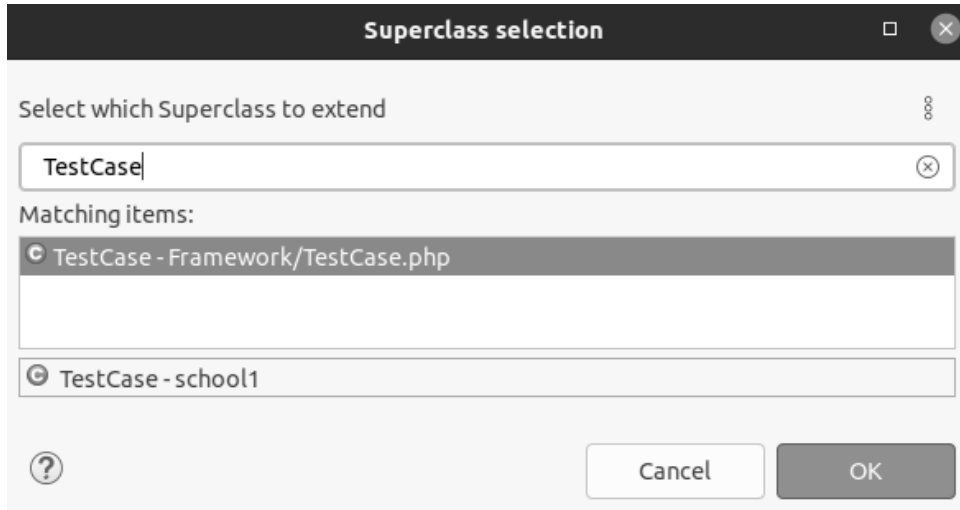 Superclass selection
Select which Superclass to extend
TestCase
Matching items:
C TestCase - Framework/TestCase.php
C TestCase - school1
? Cancel OK